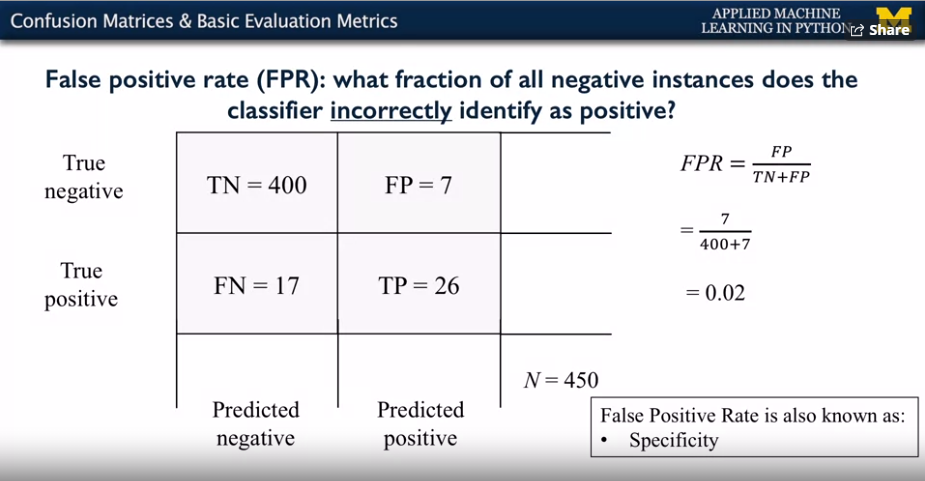 Confusion Matrices & Basic Evaluation Metrics
APPLIED MACHINE
LEARNING IN PYTHON
Share
False positive rate (FPR): what fraction of all negative instances does the
classifier incorrectly identify as positive?
True
negative
TN = 400
FP = 7
True
positive
FN = 17
TP = 26
N = 450
Predicted
negative
Predicted
positive
FPR = FP
TN+FP
= 7
400+7
= 0.02
False Positive Rate is also known as:
• Specificity